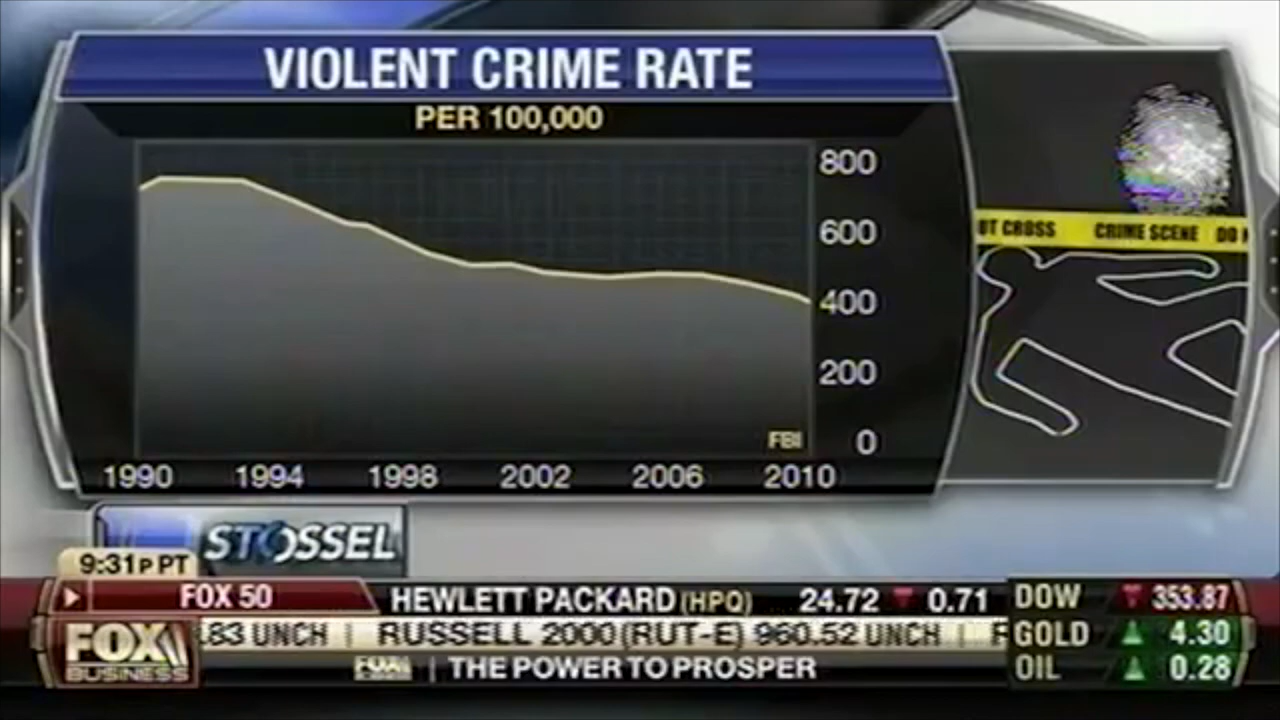 VIOLENT CRIME RATE
PER 100,000
800
600
400
200
0
FBI
1990 1994 1998 2002 2006 2010
OT CROSS CRIME SCENE DO
STOSSEL
9:31P PT
FOX 50 HEWLETT PACKARD (HPQ) 24.72 0.71
.83 UNCH | RUSSELL 2000 (RUT-E) 960.52 UNCH |
FOX BUSINESS
FOX | THE POWER TO PROSPER
DOW 353.87
GOLD 4.30
OIL 0.28